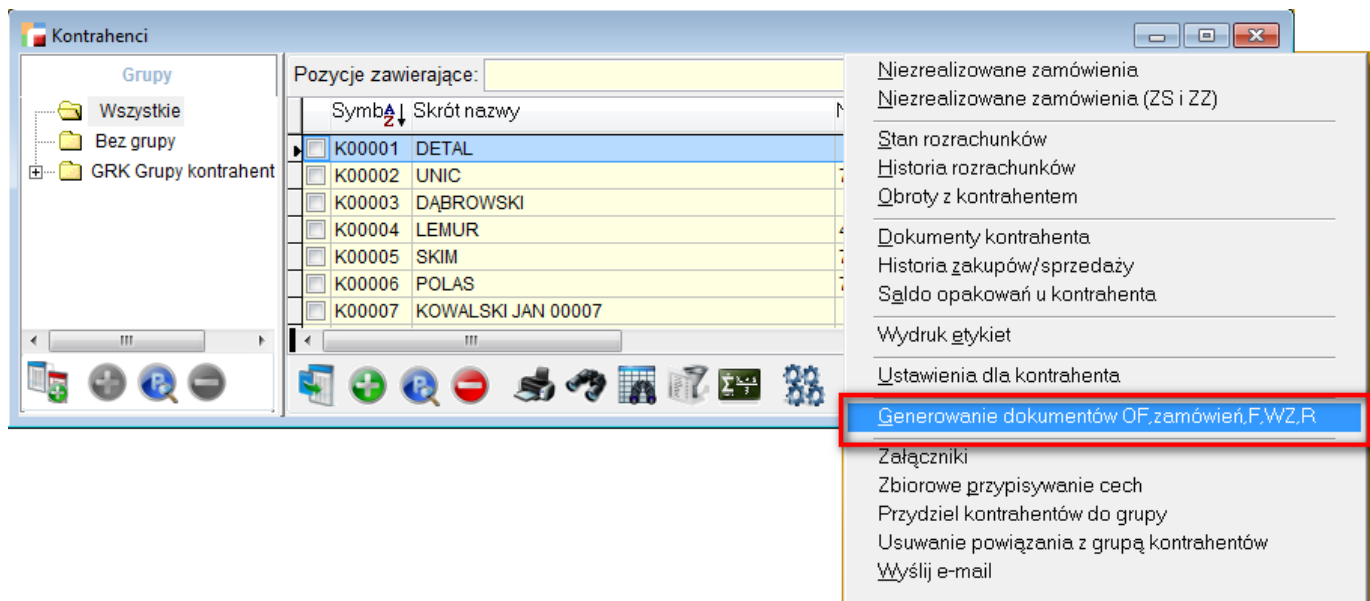 Kontrahenci
Grupy
Wszystkie
Bez grupy
GRK Grupy kontrahent
Pozycje zawierające:
Symb Skrót nazwy
K00001 DETAL
K00002 UNIC
K00003 DĄBROWSKI
K00004 LEMUR
K00005 SKIM
K00006 POLAS
K00007 KOWALSKI JAN 00007
Niezrealizowane zamówienia
Niezrealizowane zamówienia (ZS i ZZ)
Stan rozrachunków
Historia rozrachunków
Obroty z kontrahentem
Dokumenty kontrahenta
Historia zakupów/sprzedaży
Saldo opakowań u kontrahenta
Wydruk etykiet
Ustawienia dla kontrahenta
Generowanie dokumentów OF,zamówień,F,WZ,R
Załączniki
Zbiorowe przypisywanie cech
Przydziel kontrahentów do grupy
Usuwanie powiązania z grupą kontrahentów
Wyślij e-mail